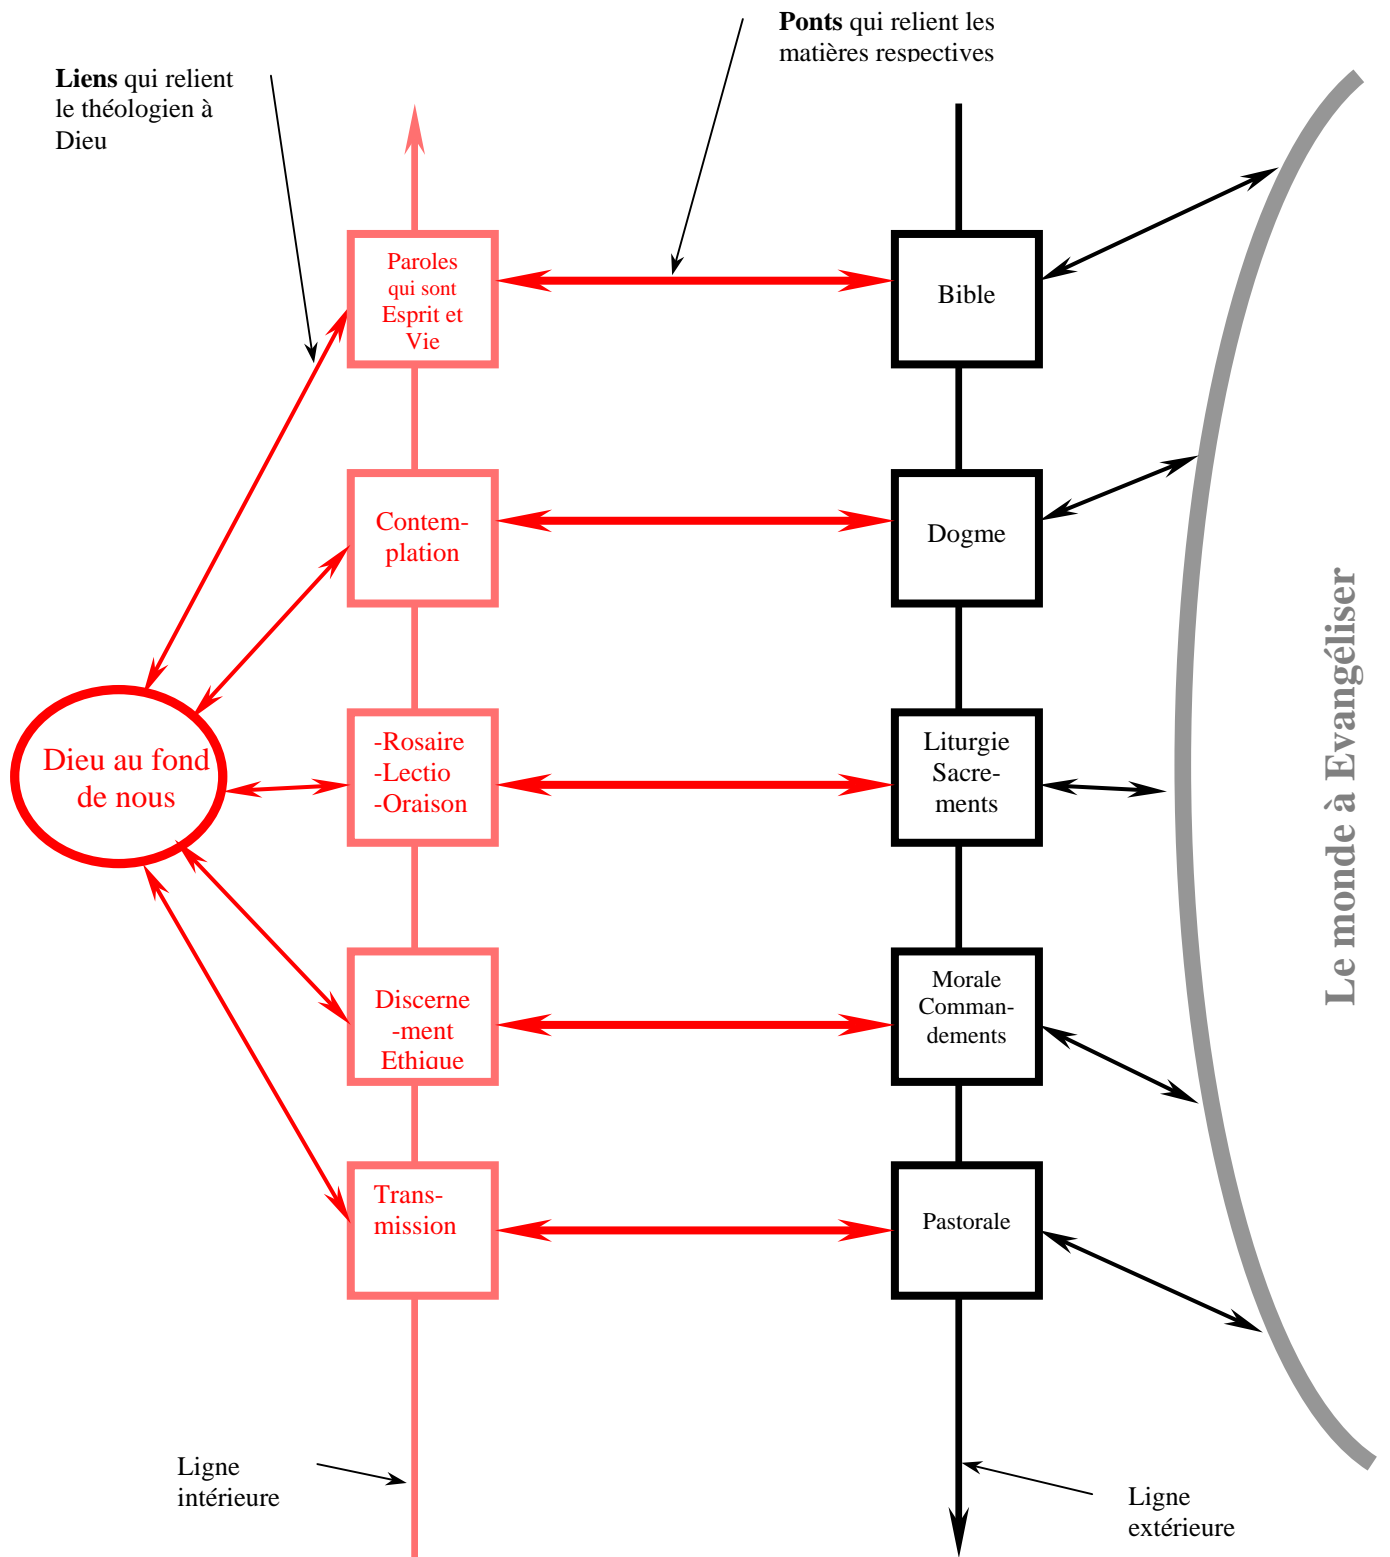 Ponts qui relient les
matières respectives
Liens qui relient
le théologien à
Dieu
Paroles
qui sont
Esprit et
Vie
Bible
Contem-
plation
Dogme
Dieu au fond
de nous
-Rosaire
-Lectio
-Oraison
Liturgie
Sacre-
ments
Le monde à Evangéliser
Discerne
-ment
Ethique
Morale
Comman-
dements
Trans-
mission
Pastorale
Ligne
intérieure
Ligne
extérieure